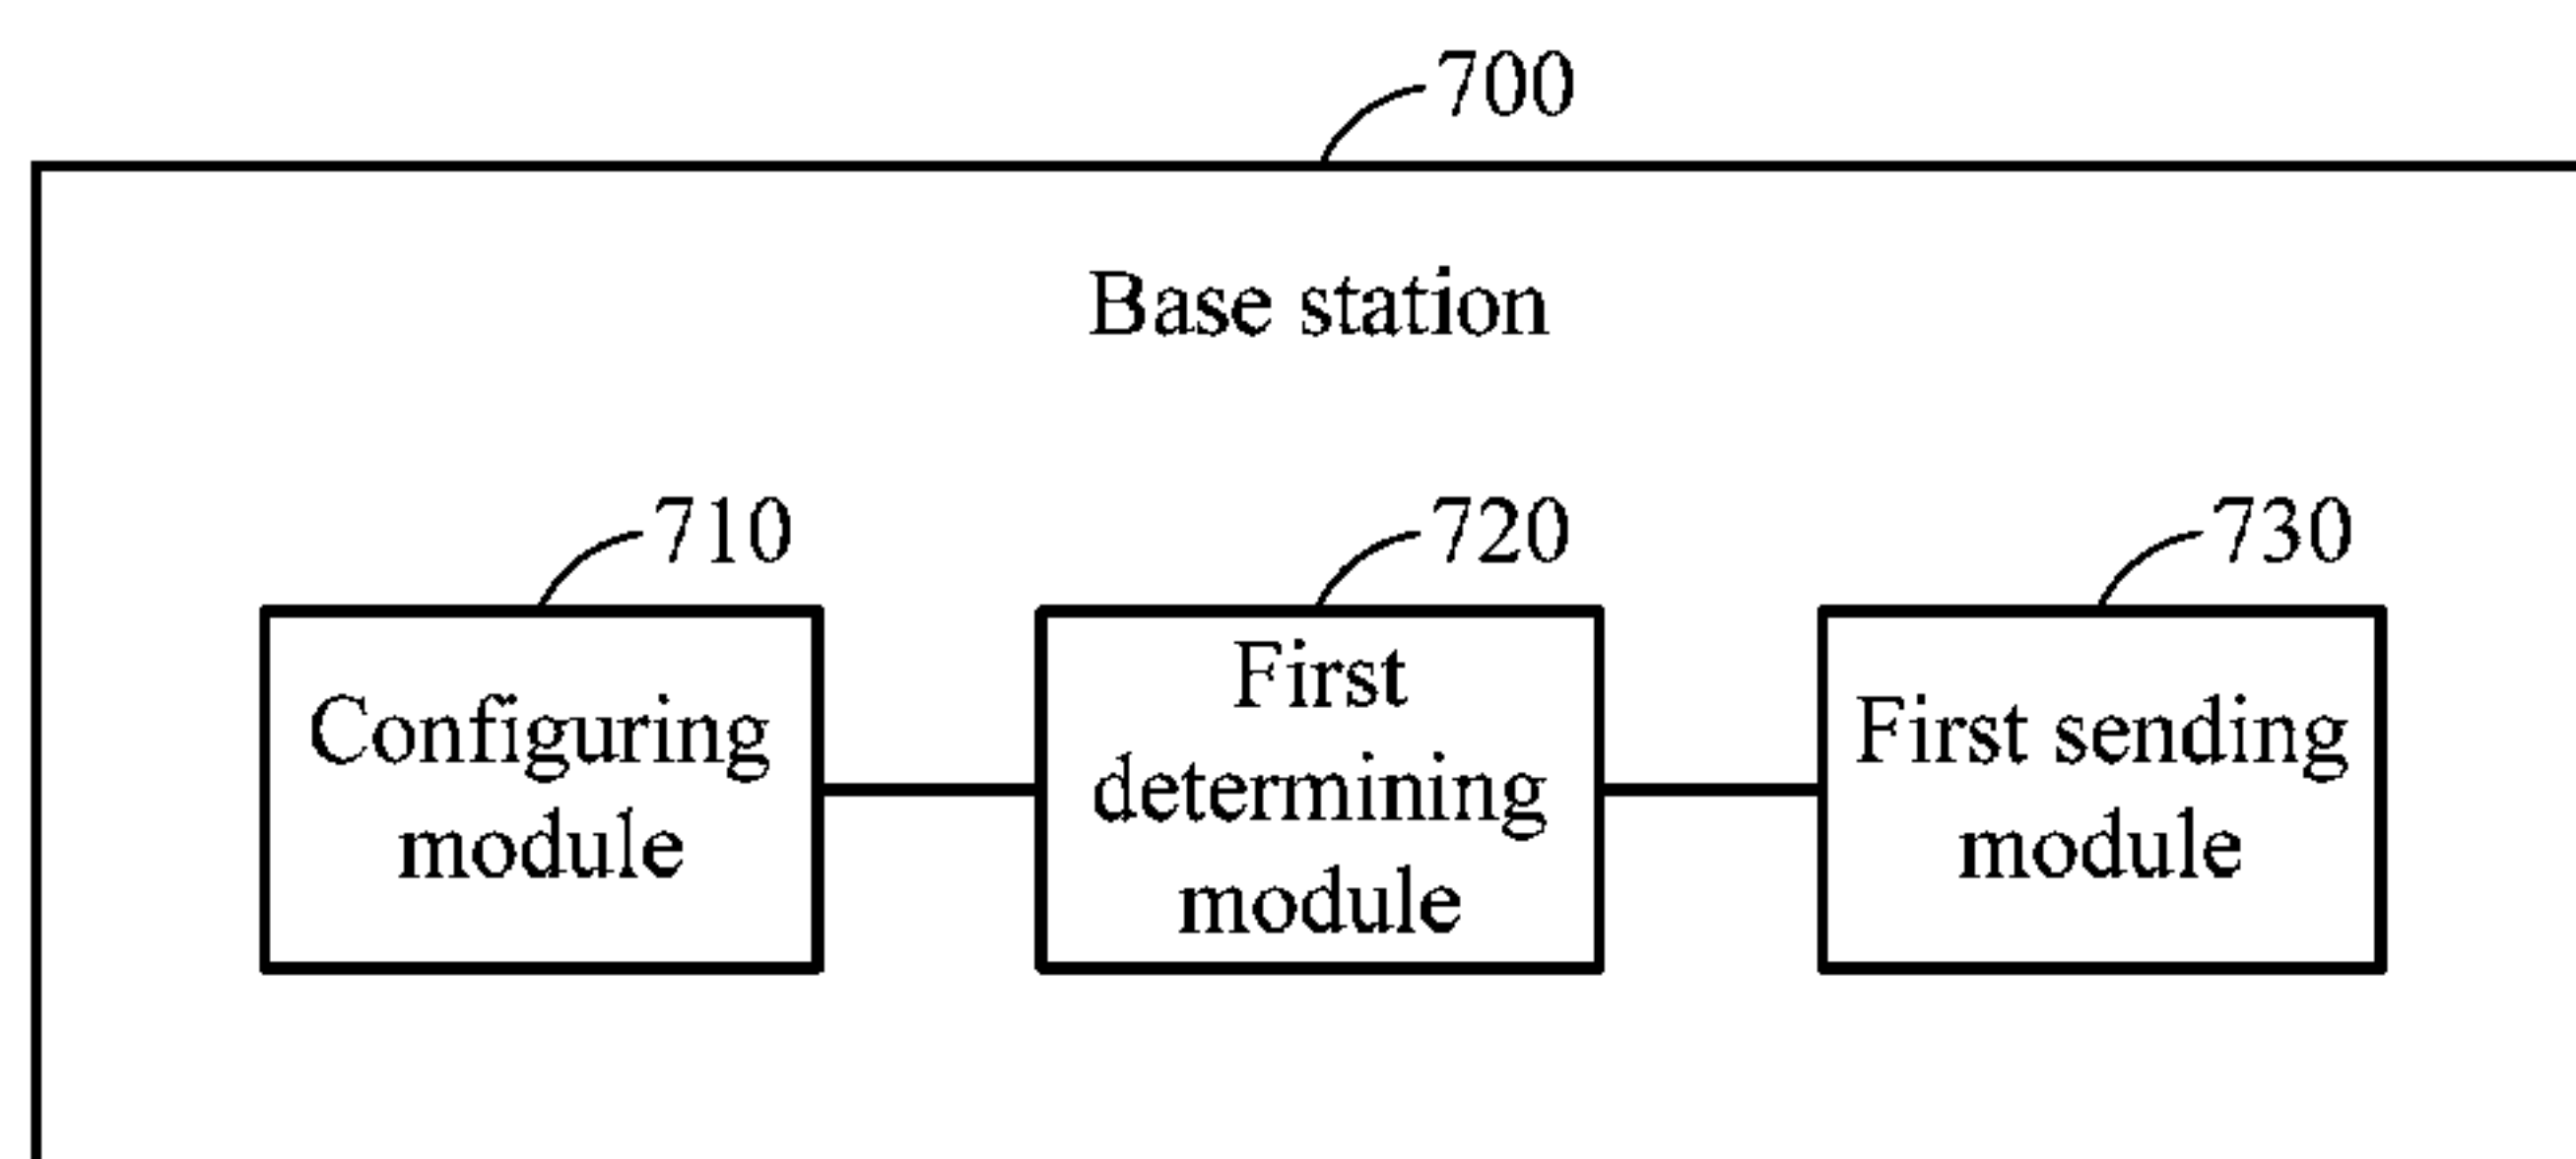 700
Base station
710
720
730
Configuring
module
First
determining
module
First sending
module